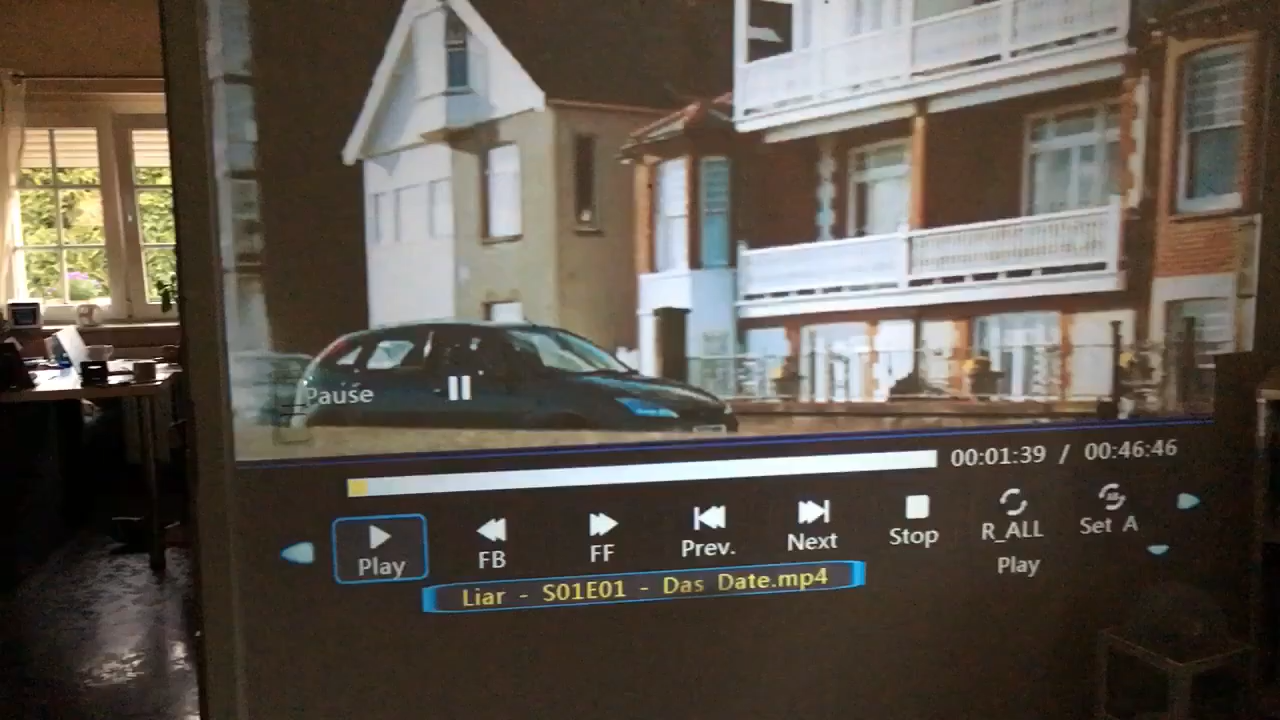 Pause
00:01:39 / 00:46:46
Play FB FF Prev. Next Stop R_ALL Set A
Play
Liar - S01E01 - Das Date.mp4